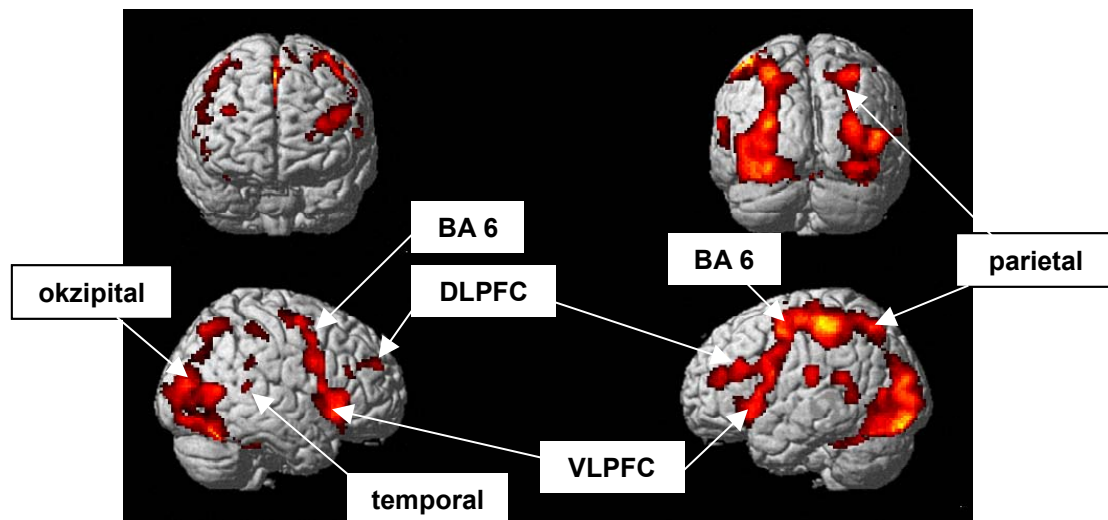 BA 6
BA 6
parietal
okzipital
DLPFC
VLPFC
temporal